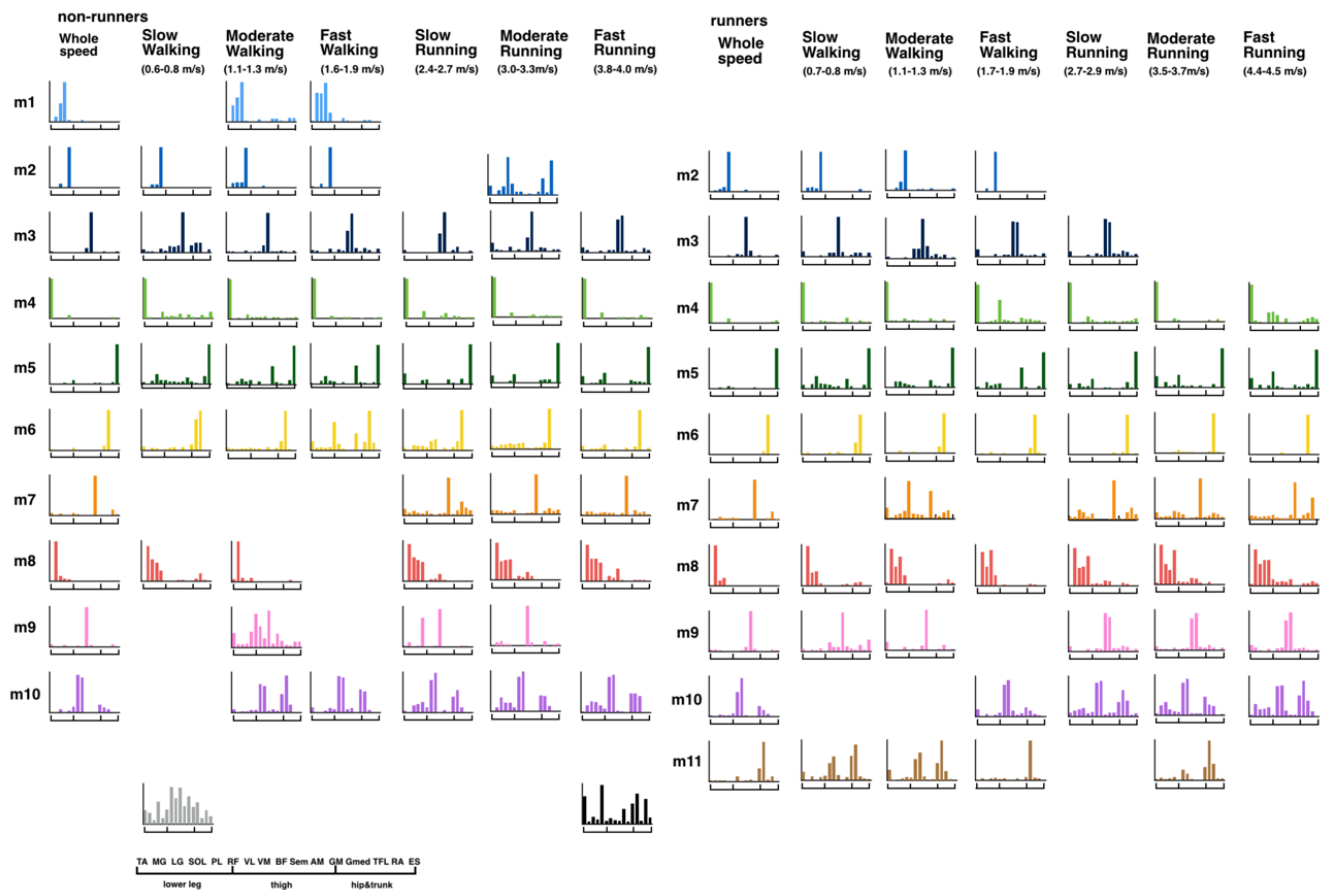 non-runners
Whole speed
Slow Walking
(0.6-0.8 m/s)
Moderate Walking
(1.1-1.3 m/s)
Fast Walking
(1.6-1.9 m/s)
Slow Running
(2.4-2.7 m/s)
Moderate Running
(3.0-3.3m/s)
Fast Running
(3.8-4.0 m/s)
runners
Whole speed
Slow Walking
(0.7-0.8 m/s)
Moderate Walking
(1.1-1.3 m/s)
Fast Walking
(1.7-1.9 m/s)
Slow Running
(2.7-2.9 m/s)
Moderate Running
(3.5-3.7m/s)
Fast Running
(4.4-4.5 m/s)
m1
m2
m3
m4
m5
m6
m7
m8
m9
m10
m2
m3
m4
m5
m6
m7
m8
m9
m10
m11
TA MG LG SOL PL RF VL VM BF Sem AM GM Gmed TFL RA ES
lower leg thigh hip&trunk